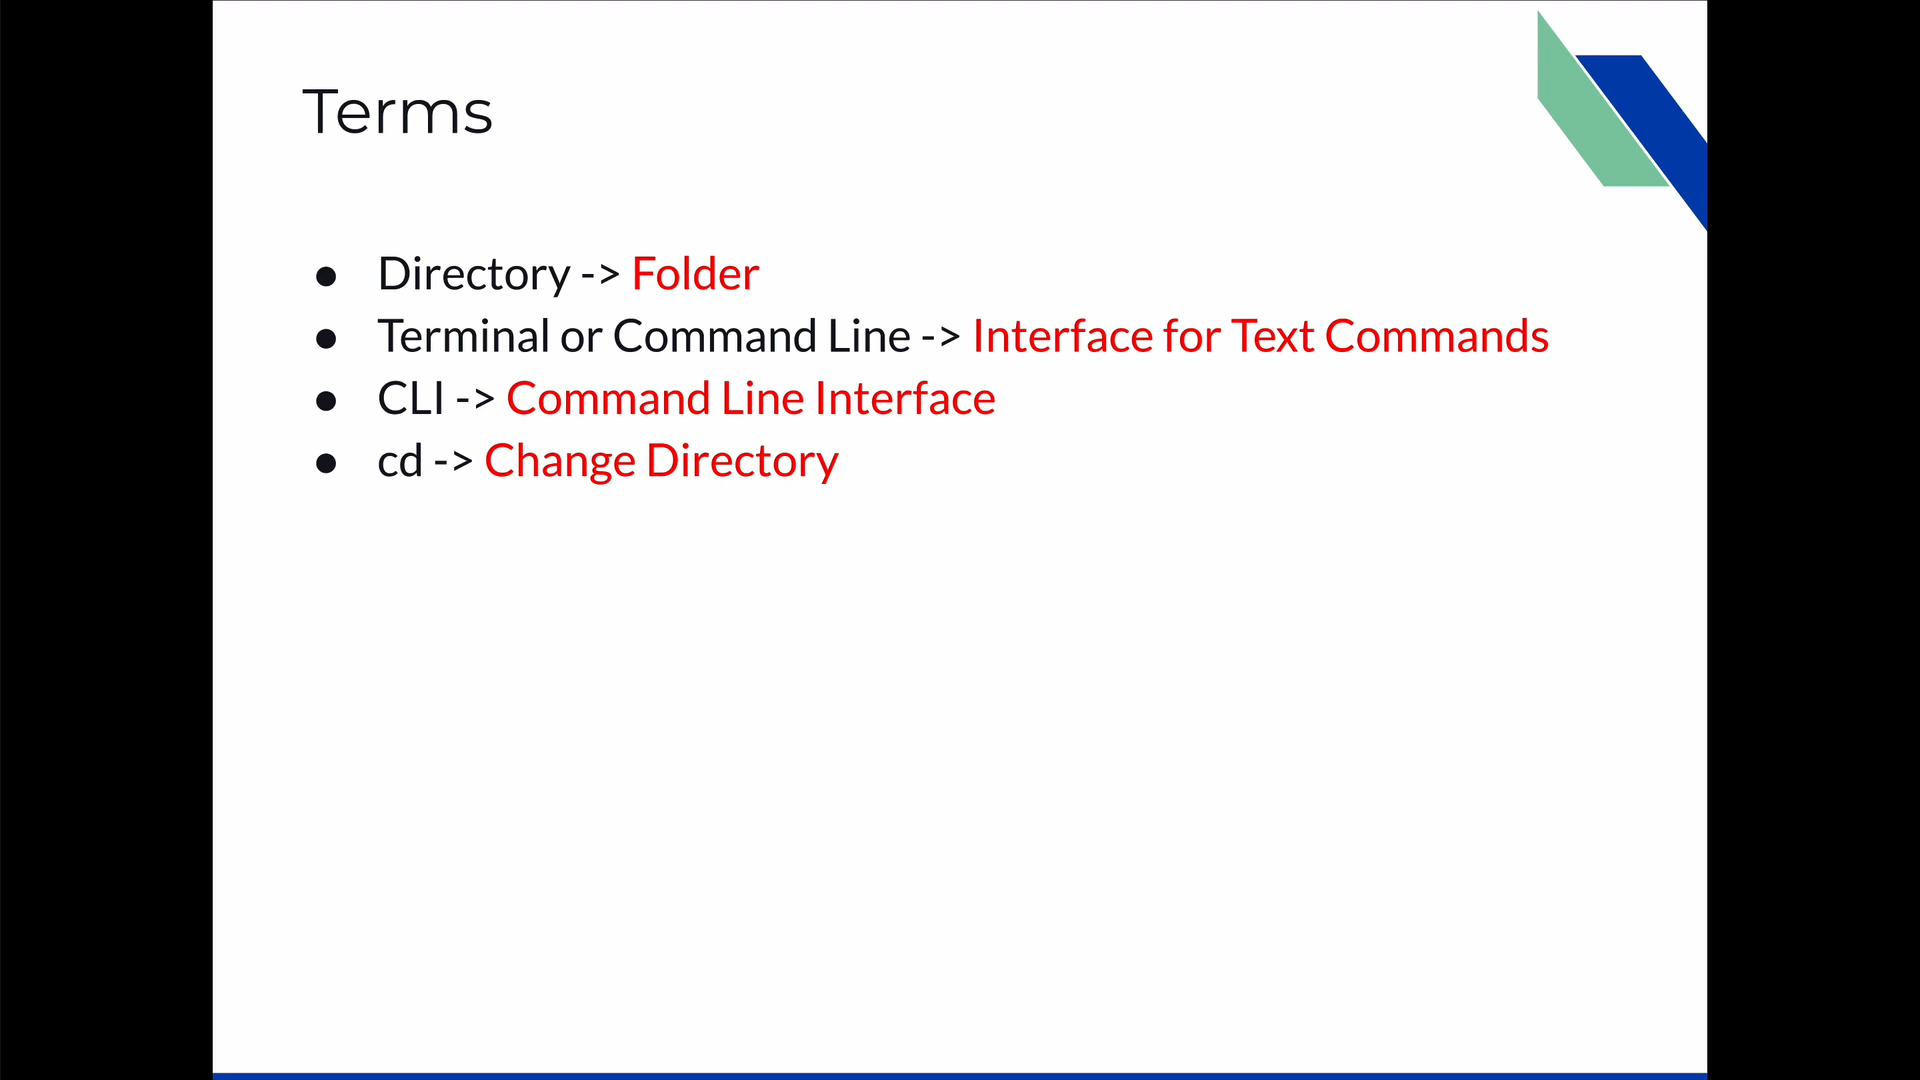 Terms
● Directory -> Folder
● Terminal or Command Line -> Interface for Text Commands
● CLI -> Command Line Interface
● cd -> Change Directory